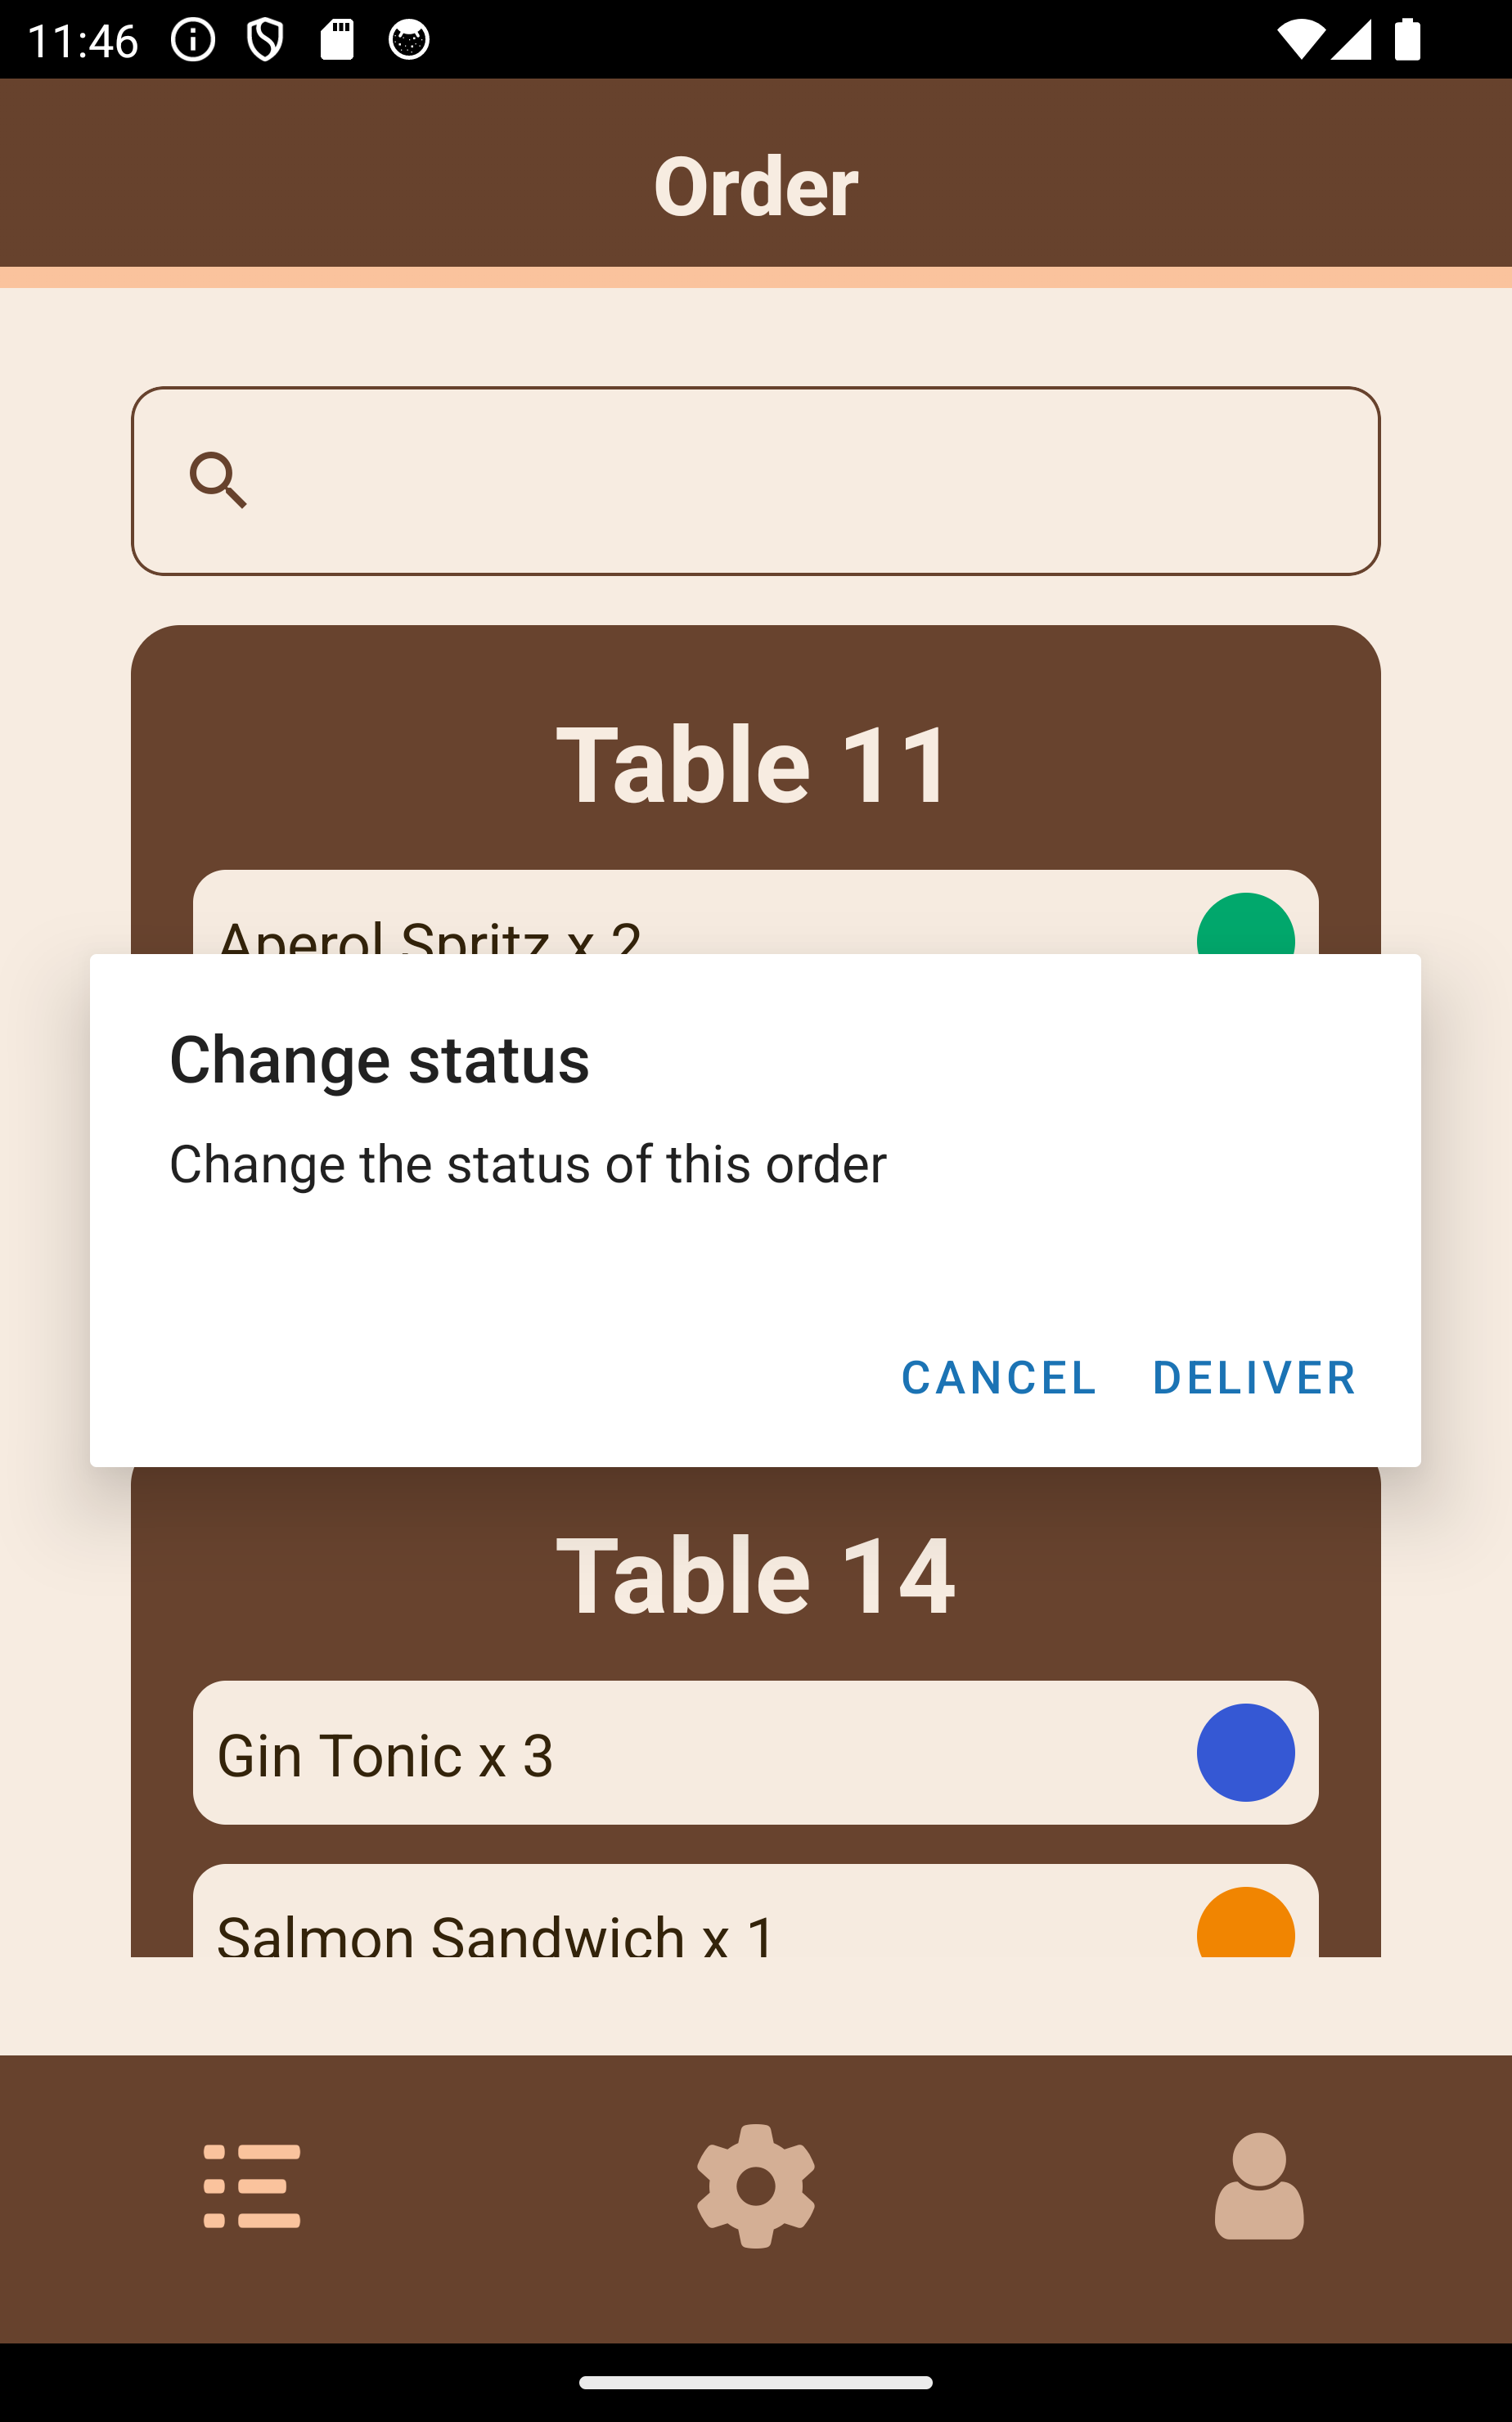 11:46
Order
Table 11
Aperol Spritz x 2
Change status
Change the status of this order
CANCEL DELIVER
Table 14
Gin Tonic x 3
Salmon Sandwich x 1